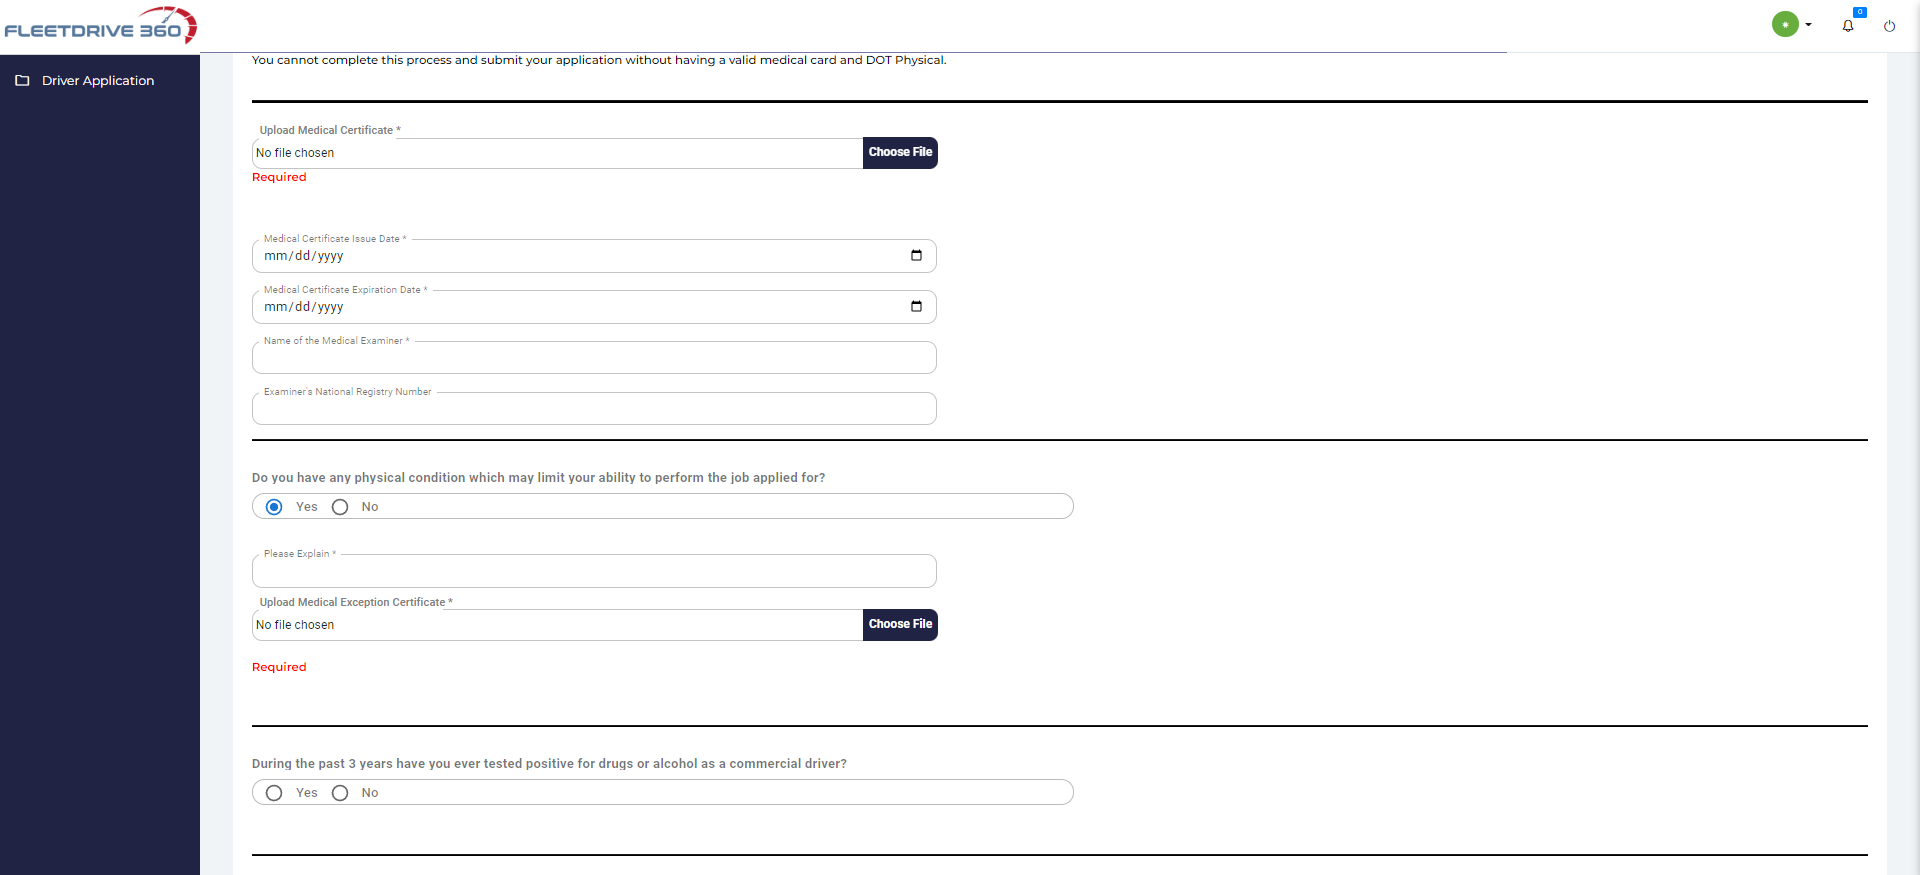 FLEETDRIVE 360
0
Driver Application
You cannot complete this process and submit your application without having a valid medical card and DOT Physical.
Upload Medical Certificate *
No file chosen
Choose File
Required
Medical Certificate Issue Date *
mm/dd/yyyy
Medical Certificate Expiration Date *
mm/dd/yyyy
Name of the Medical Examiner *
Examiner's National Registry Number
Do you have any physical condition which may limit your ability to perform the job applied for?
Yes No
Please Explain *
Upload Medical Exception Certificate *
No file chosen
Choose File
Required
During the past 3 years have you ever tested positive for drugs or alcohol as a commercial driver?
Yes No